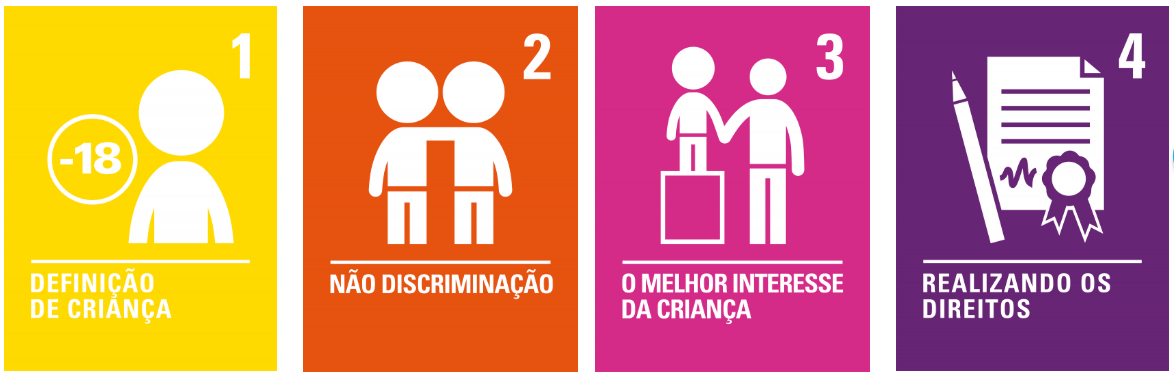 1
-18
DEFINIÇÃO
DE CRIANÇA
2
NÃO DISCRIMINAÇÃO
3
O MELHOR INTERESSE
DA CRIANÇA
4
REALIZANDO OS
DIREITOS